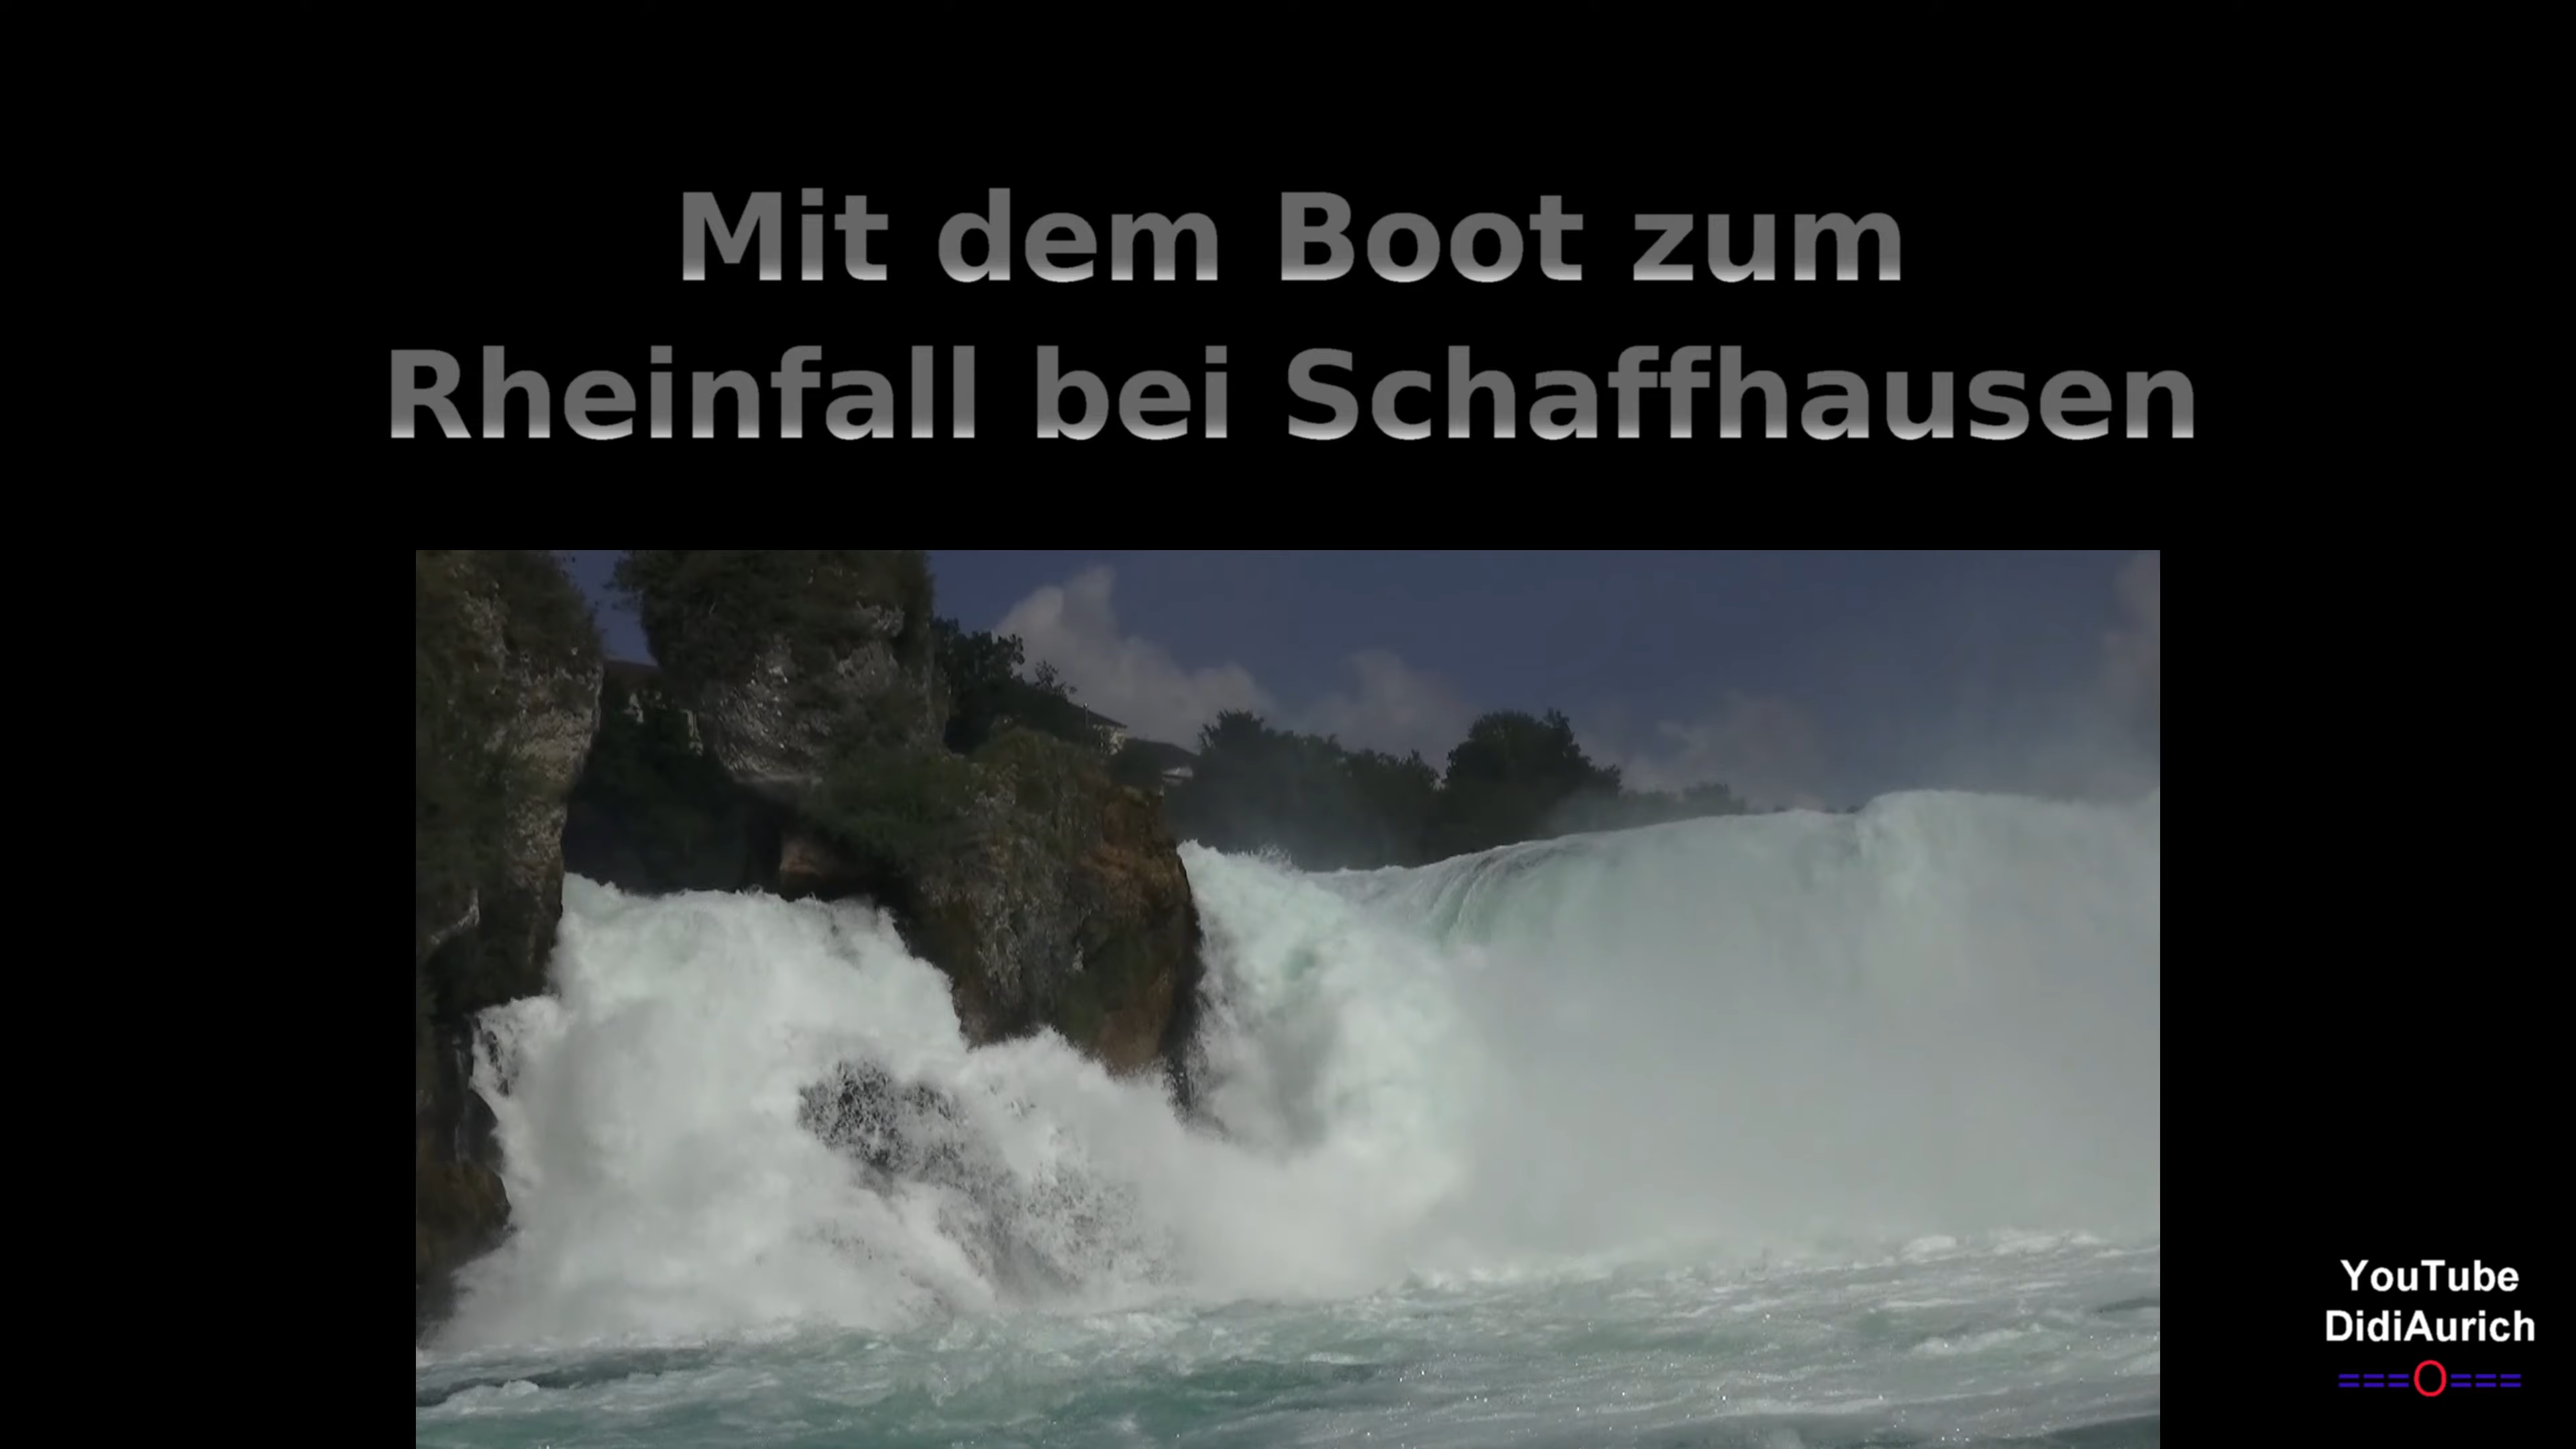 Mit dem Boot zum
Rheinfall bei Schaffhausen
YouTube
DidiAurich
===O===